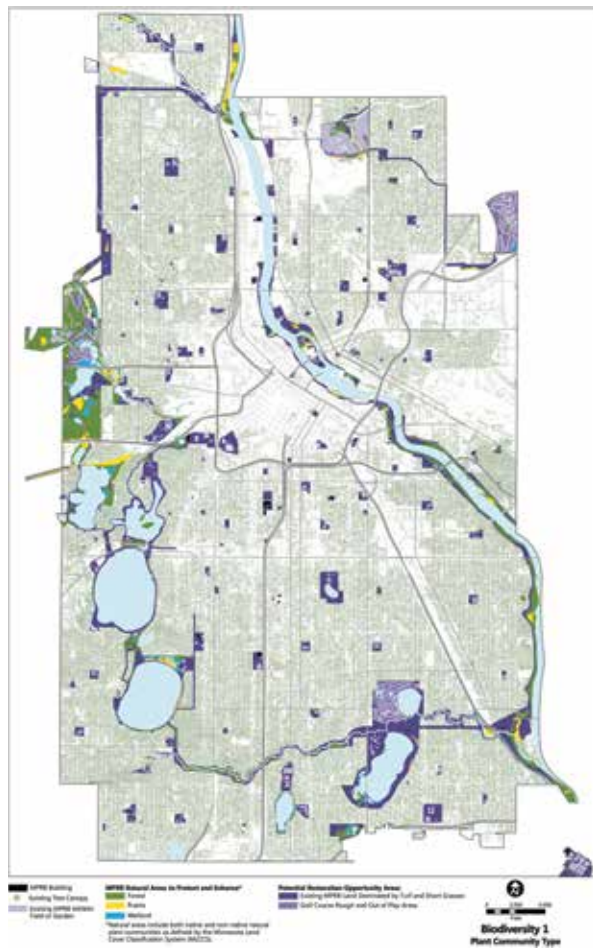 MPRB Building
Existing Tree Canopy
Existing MPRB Athletic
Field or Garden
MPRB Natural Areas to Protect and Enhance*
Forest
Prairie
Wetland
*Natural areas include both native and non-native natural
plant communities as defined by the Minnesota Land
Cover Classification System (MLCCS).
Potential Restoration Opportunity Areas:
Existing MPRB Land Dominated by Turf and Short Grasses
Golf Course Rough and Out of Play Areas
Feet
Biodiversity 1
Plant Community Type